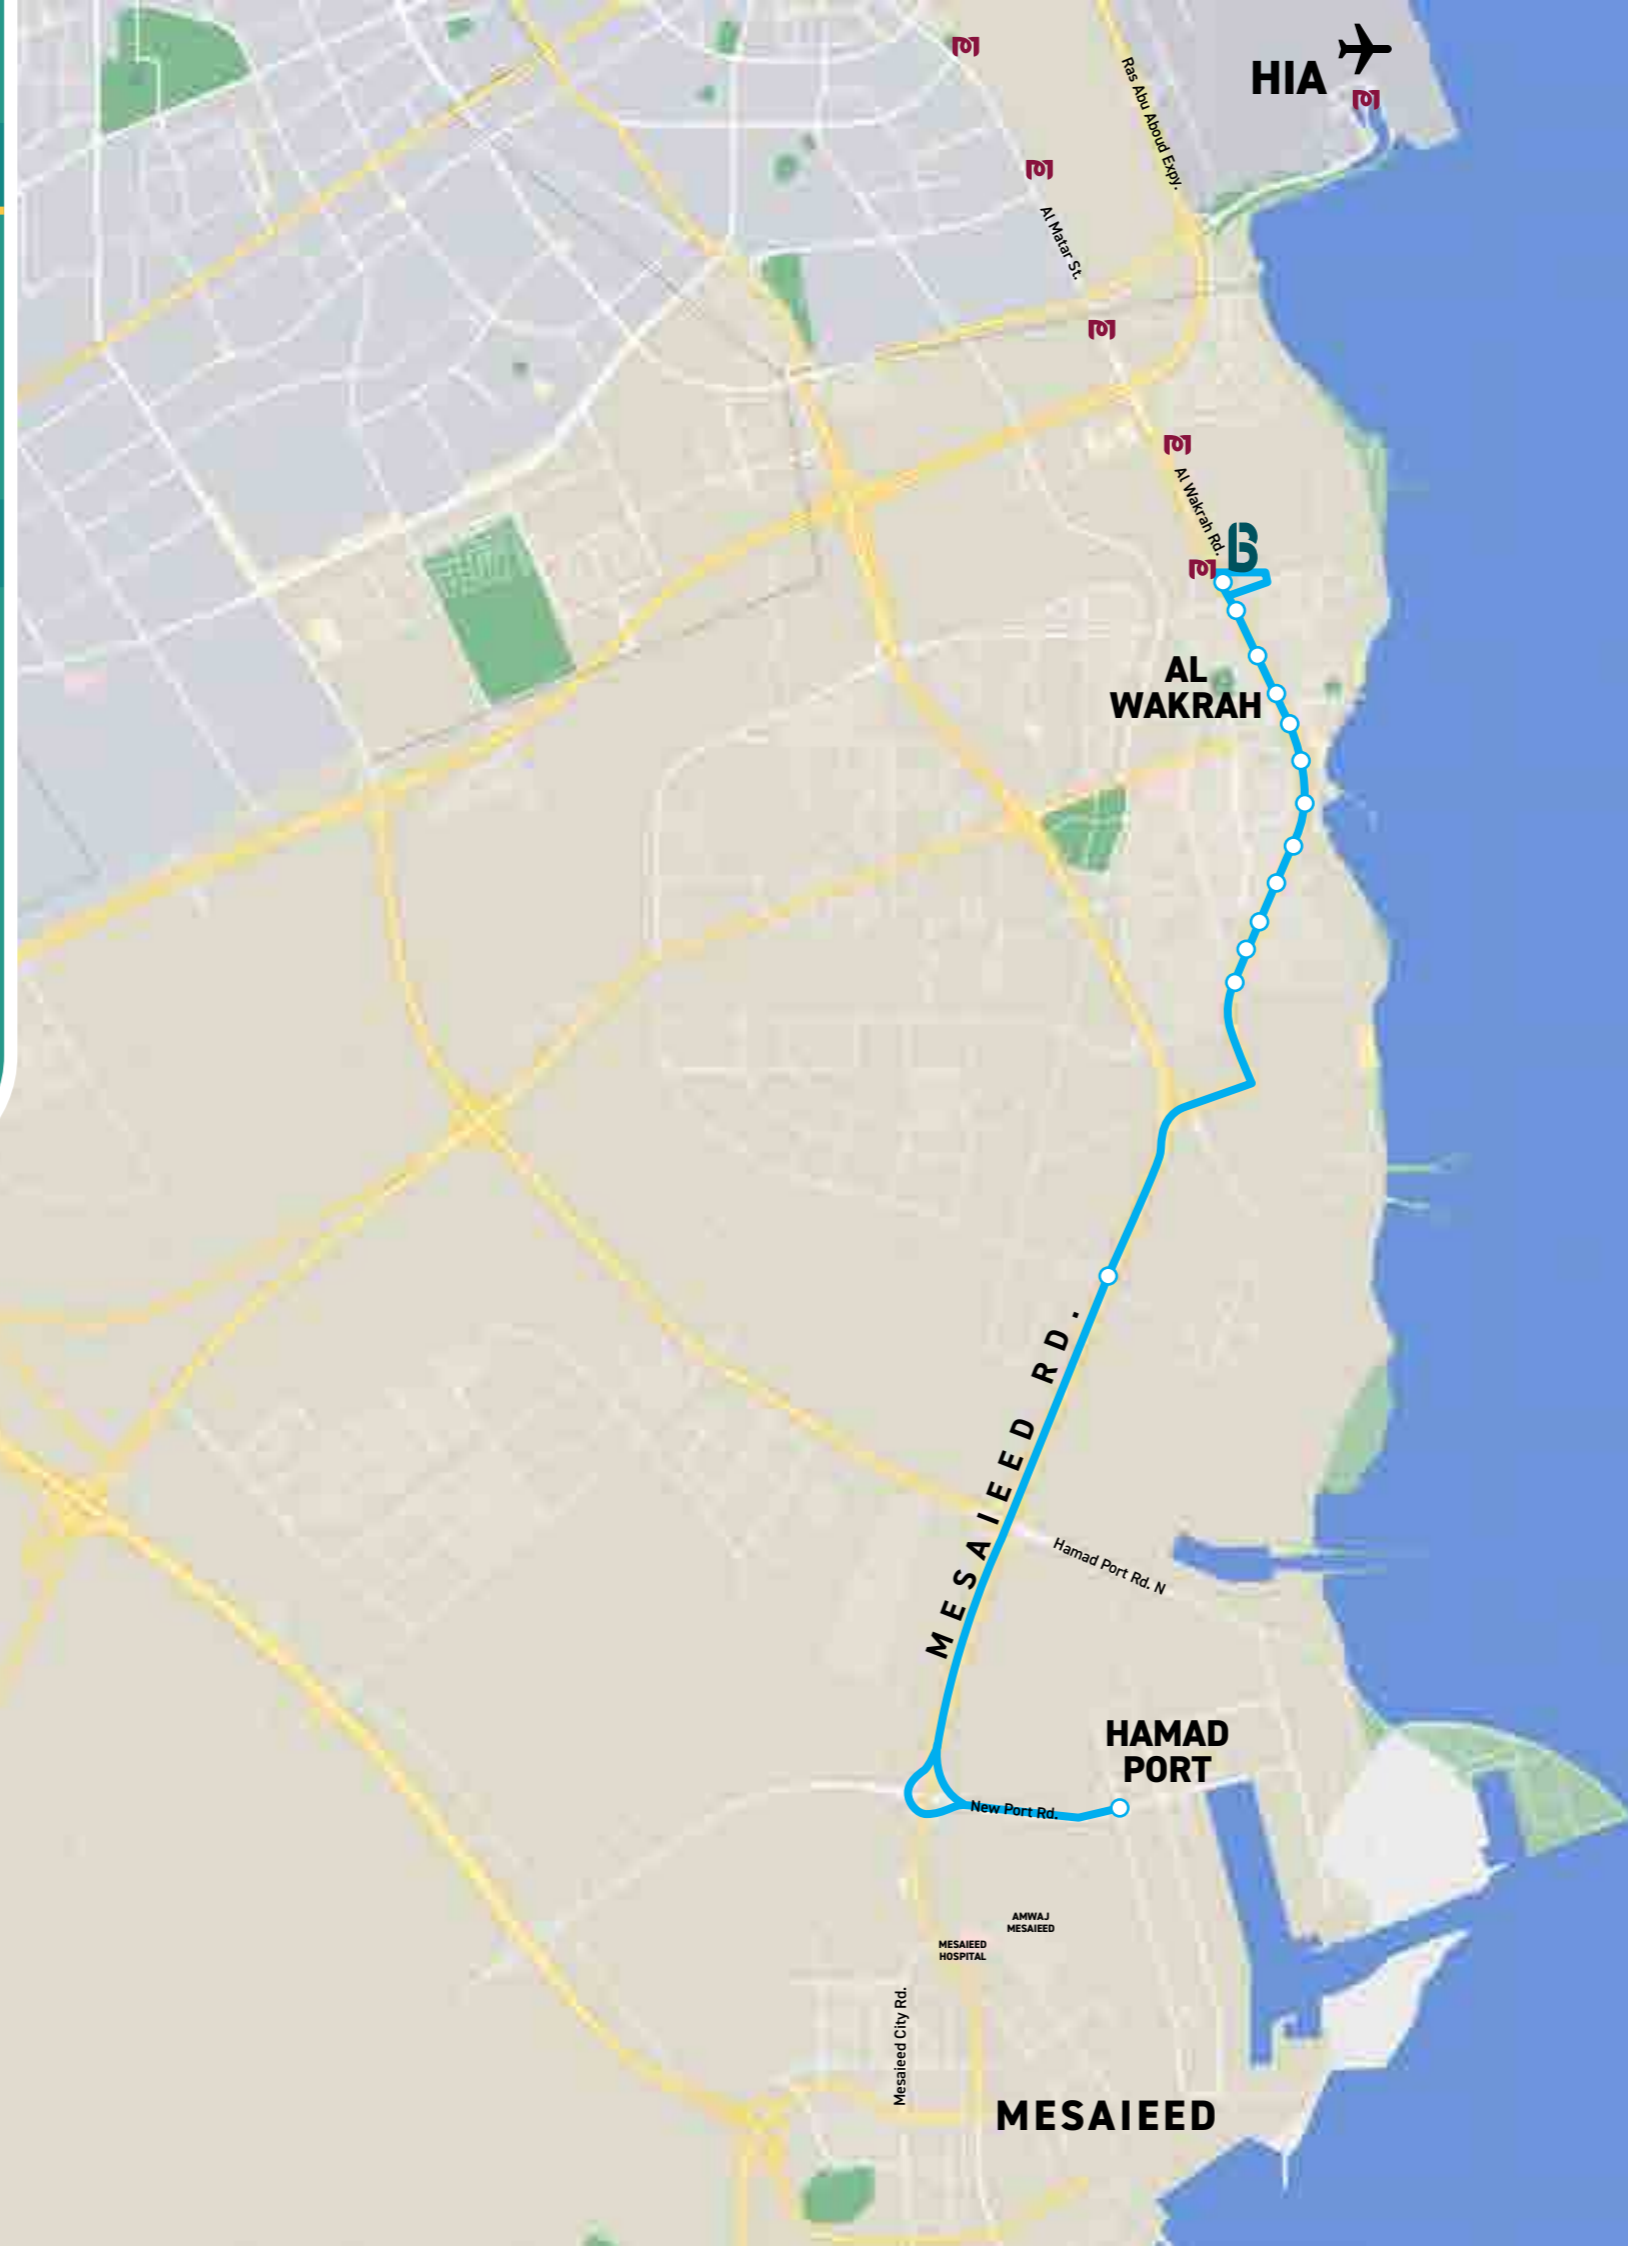 HIA
Ras Abu Aboud Expy.
Al Matar St.
Al Wakrah Rd.
B
AL
WAKRAH
MESAIEED RD.
Hamad Port Rd. N
HAMAD
PORT
New Port Rd.
AMWAJ
MESAIEED
MESAIEED
HOSPITAL
Mesaieed City Rd.
MESAIEED